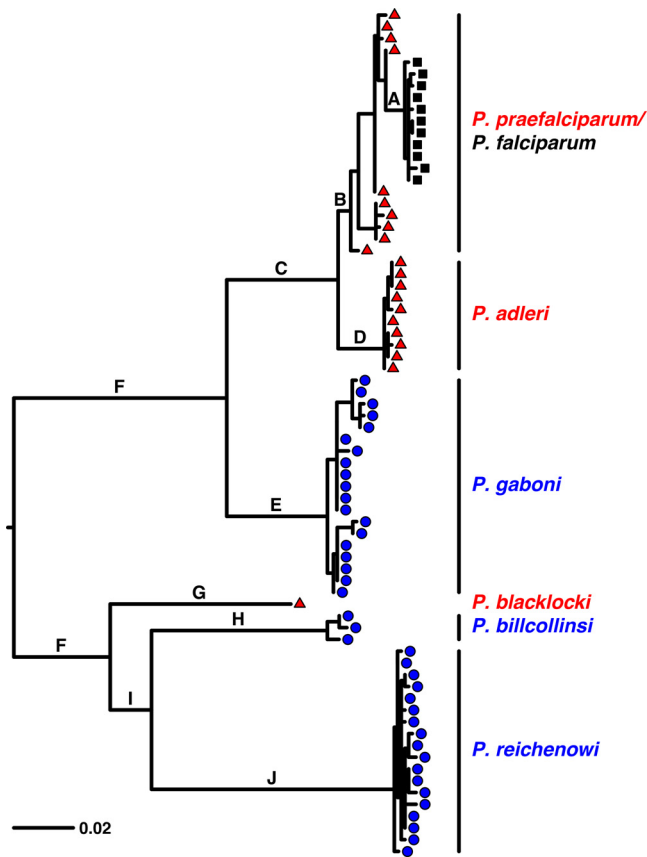 A
P. praefalciparum/
P. falciparum
B
C
P. adleri
D
F
P. gaboni
E
G
P. blacklocki
H
P. billcollinsi
F
I
P. reichenowi
J
0.02